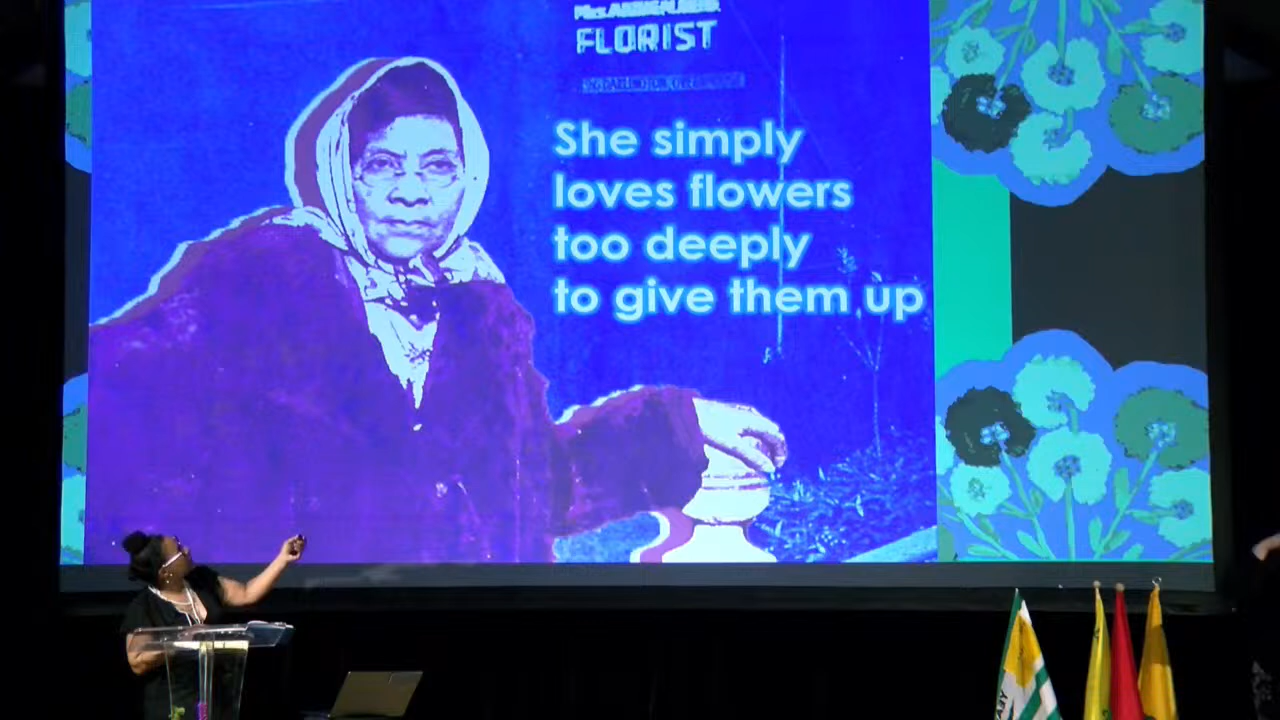 FLORIST
She simply
loves flowers
too deeply
to give them up